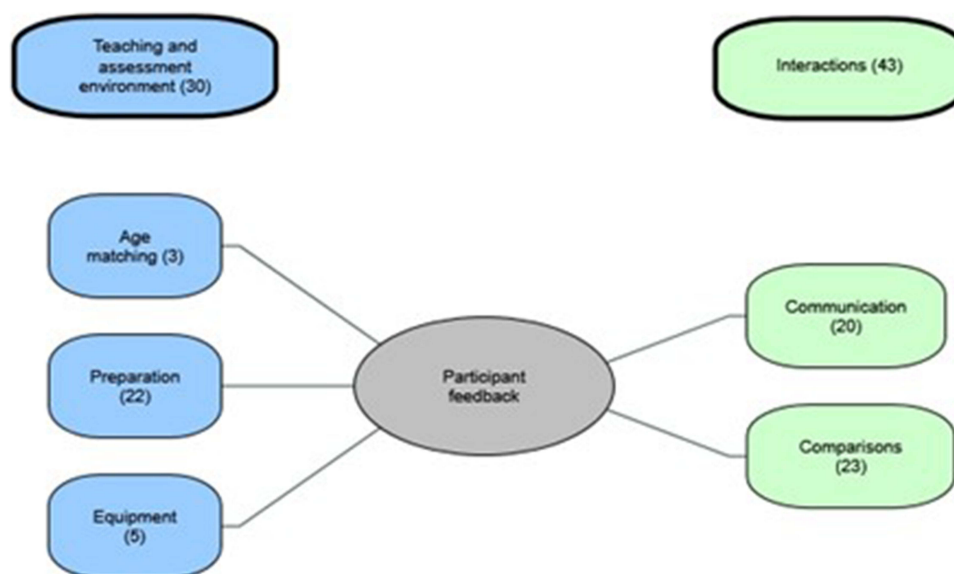 Teaching and
assessment
environment (30)
Interactions (43)
Age
matching (3)
Preparation
(22)
Equipment
(5)
Participant
feedback
Communication
(20)
Comparisons
(23)